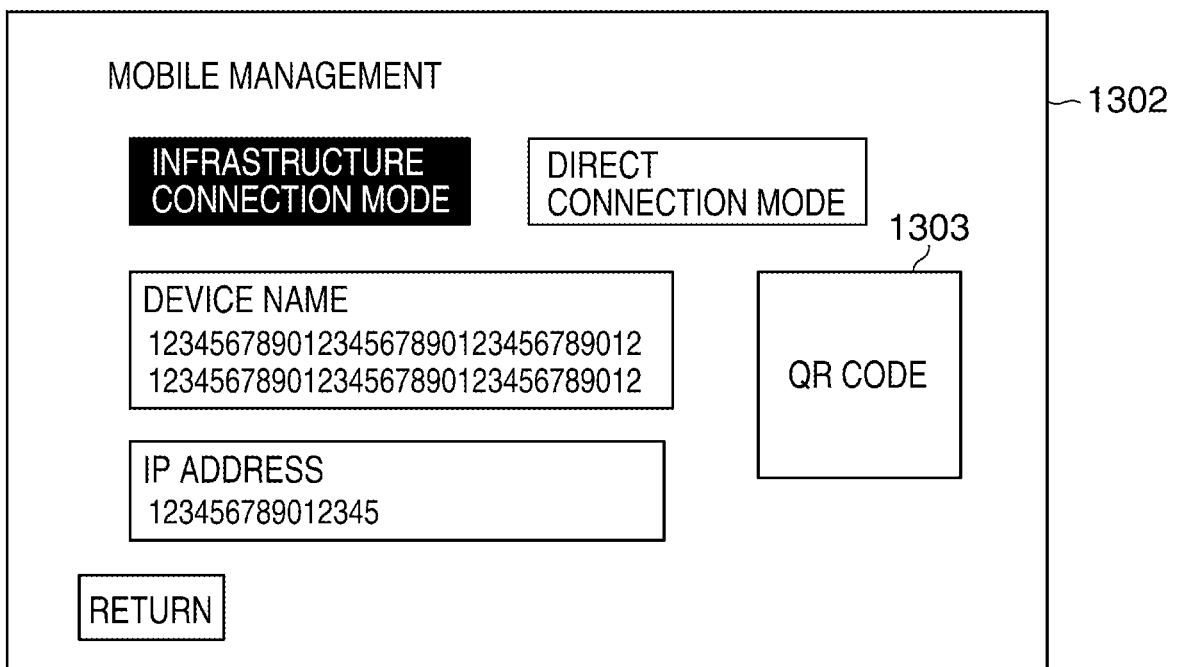 MOBILE MANAGEMENT
1302
INFRASTRUCTURE
CONNECTION MODE
DIRECT
CONNECTION MODE
1303
DEVICE NAME
12345678901234567890123456789012
12345678901234567890123456789012
QR CODE
IP ADDRESS
123456789012345
RETURN